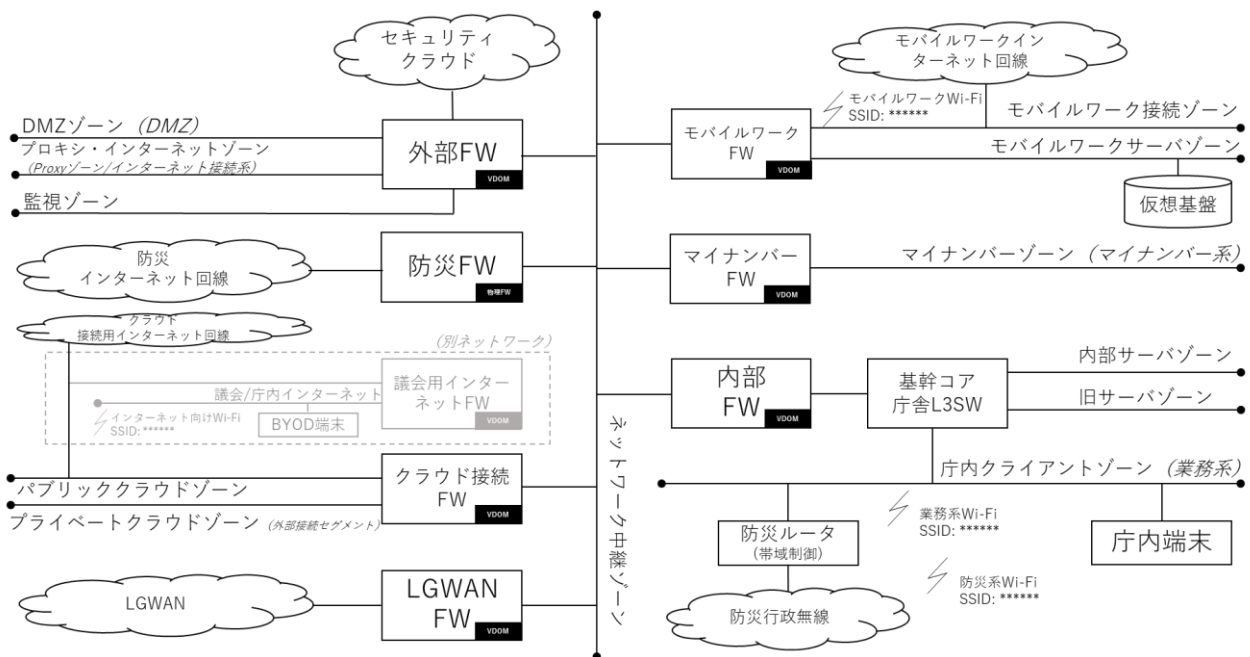 セキュリティ
クラウド
DMZゾーン (DMZ)
プロキシ・インターネットゾーン
(Proxyゾーン/インターネット接続系)
監視ゾーン
外部FW
VDOM
防災
インターネット回線
防災FW
物理FW
クラウド
接続用インターネット回線
(別ネットワーク)
議会/庁内インターネット
インターネット向けWi-Fi
SSID: ******
BYOD端末
議会用インター
ネットFW
VDOM
パブリッククラウドゾーン
プライベートクラウドゾーン (外部接続セグメント)
クラウド接続
FW
VDOM
LGWAN
LGWAN
FW
VDOM
ネットワーク中継ゾーン
モバイルワークイン
ターネット回線
モバイルワークWi-Fi
SSID: ******
モバイルワーク接続ゾーン
モバイルワーク
FW
VDOM
モバイルワークサーバゾーン
仮想基盤
マイナンバー
FW
VDOM
マイナンバーゾーン (マイナンバー系)
内部
FW
VDOM
基幹コア
庁舎L3SW
内部サーバゾーン
旧サーバゾーン
庁内クライアントゾーン (業務系)
防災ルータ
(帯域制御)
業務系Wi-Fi
SSID: ******
庁内端末
防災系Wi-Fi
SSID: ******
防災行政無線